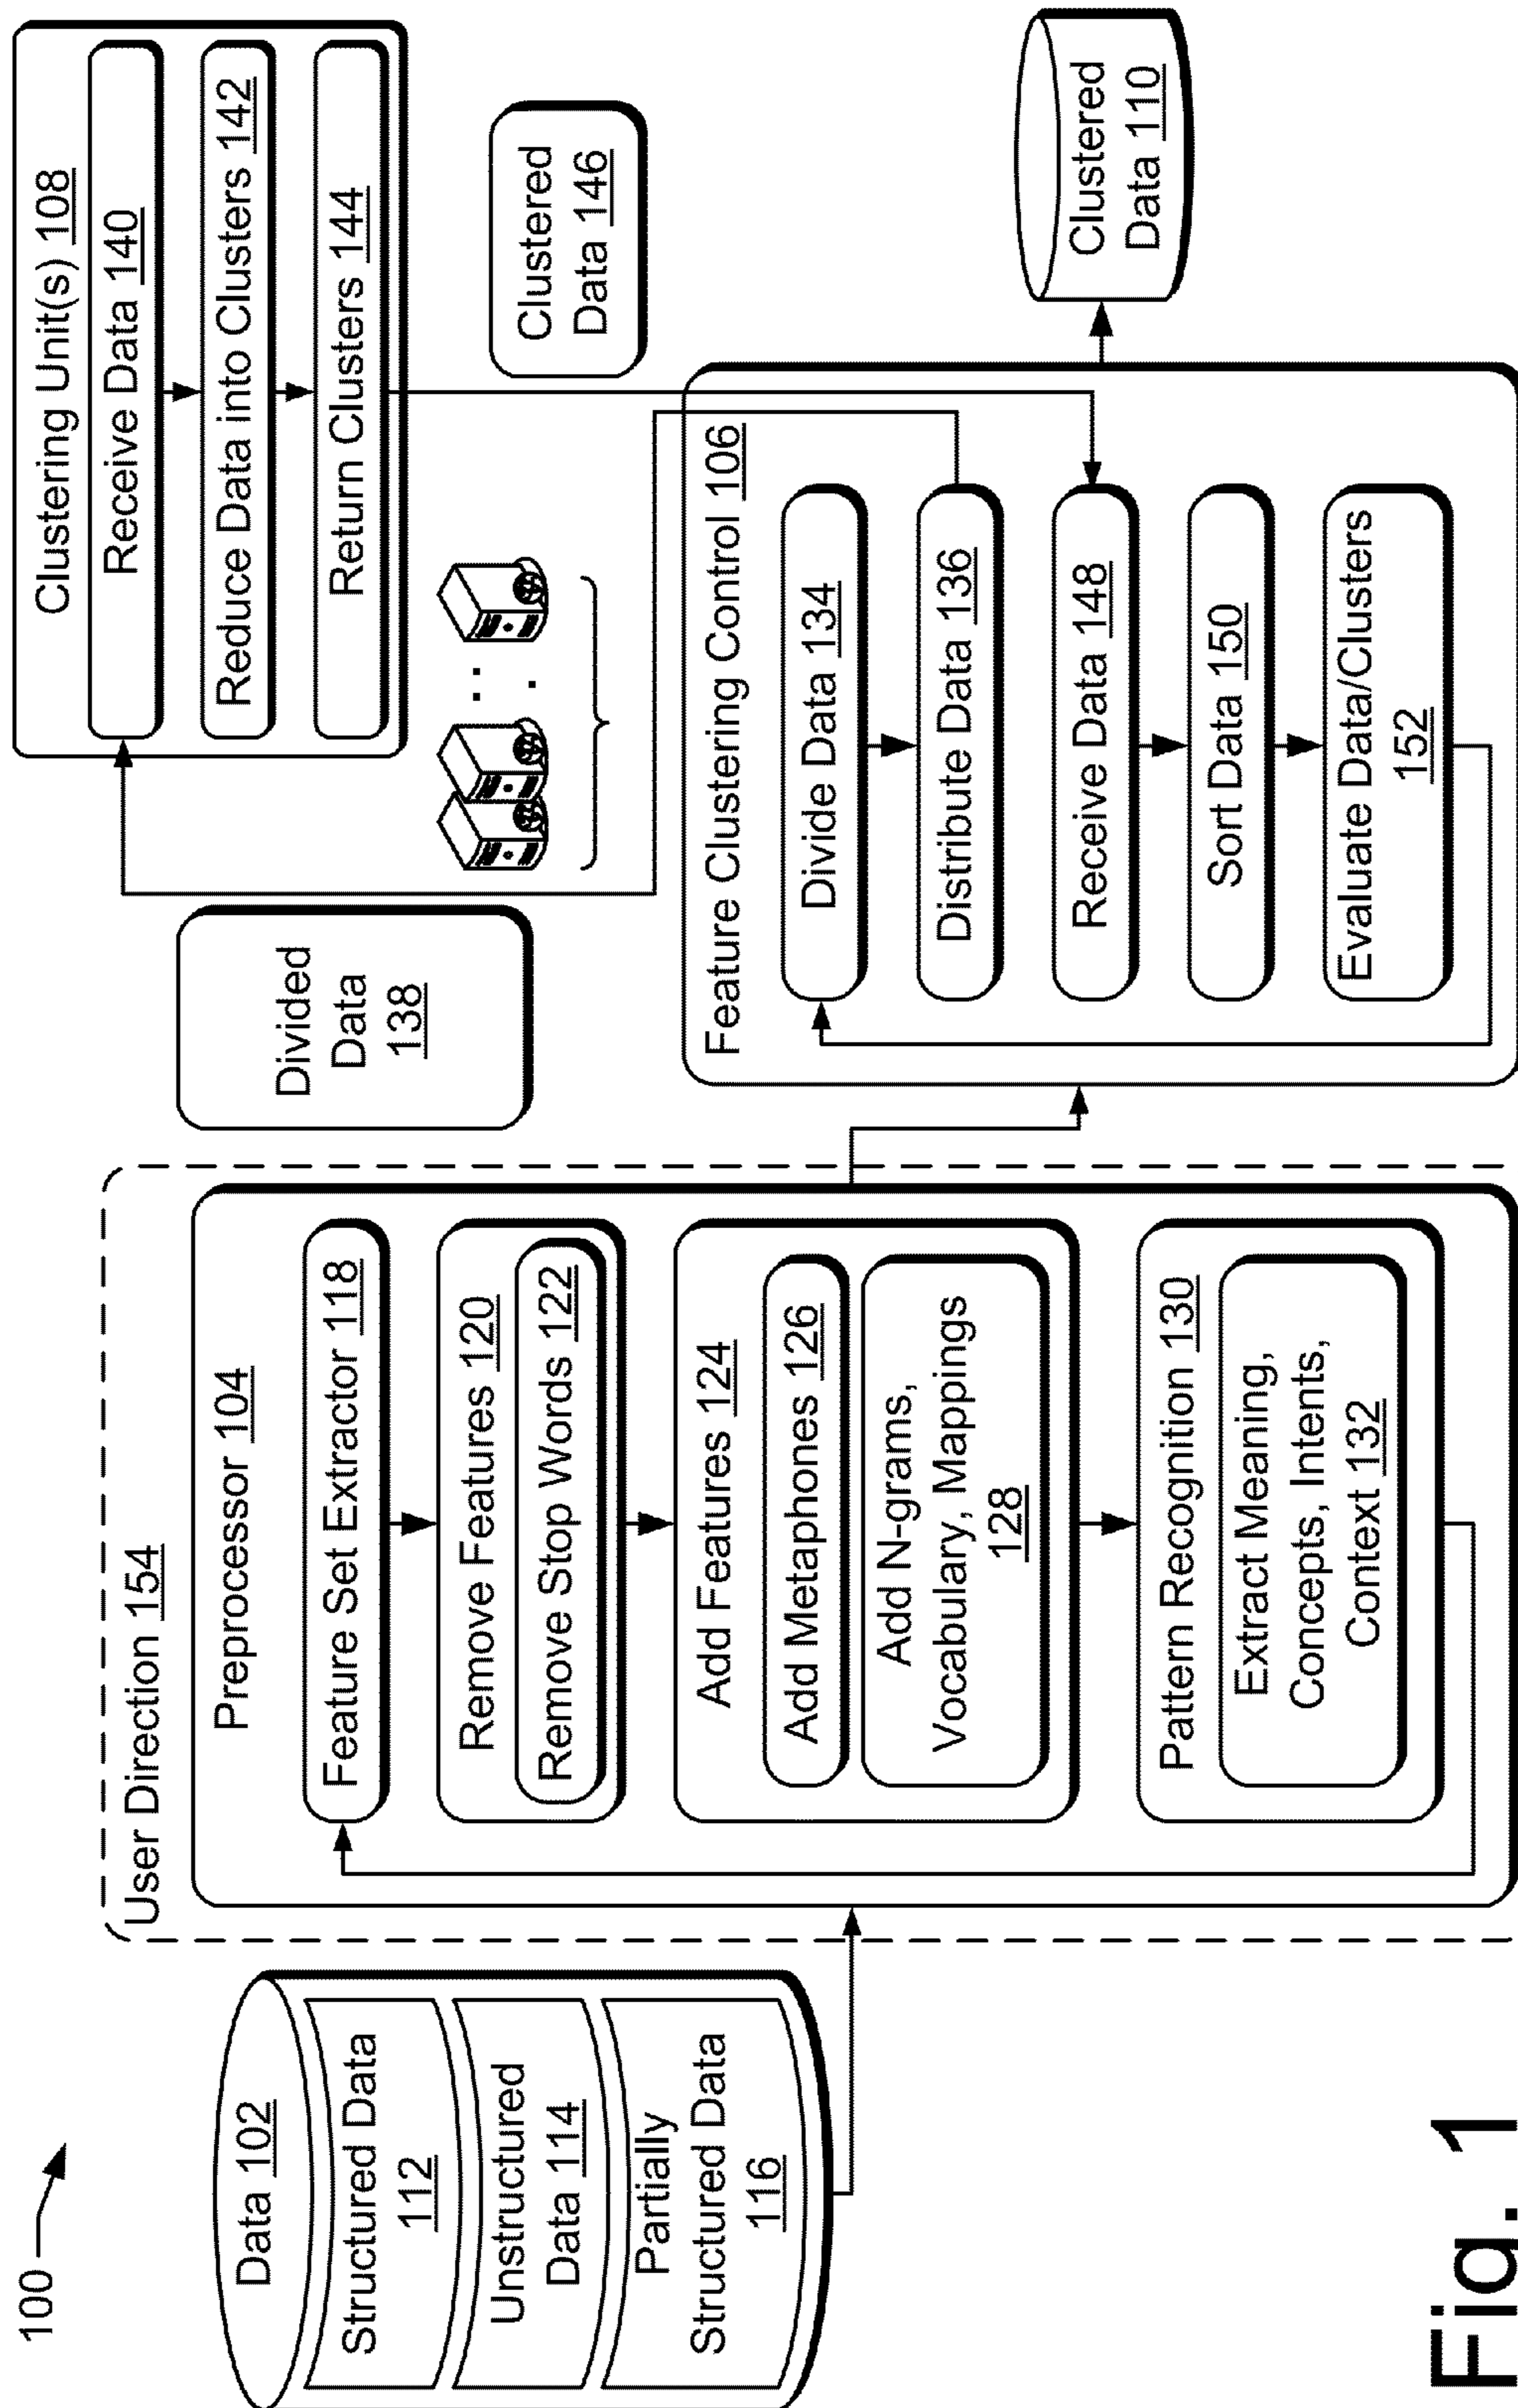 100
Data 102
Structured Data
112
Unstructured
Data 114
Partially
Structured Data
116
User Direction 154
Preprocessor 104
Feature Set Extractor 118
Remove Features 120
Remove Stop Words 122
Add Features 124
Add Metaphones 126
Add N-grams,
Vocabulary, Mappings
128
Pattern Recognition 130
Extract Meaning,
Concepts, Intents,
Context 132
Divided
Data
138
Clustering Unit(s) 108
Receive Data 140
Reduce Data into Clusters 142
Return Clusters 144
Clustered
Data 146
Feature Clustering Control 106
Divide Data 134
Distribute Data 136
Receive Data 148
Sort Data 150
Evaluate Data/Clusters
152
Clustered
Data 110
Fig. 1